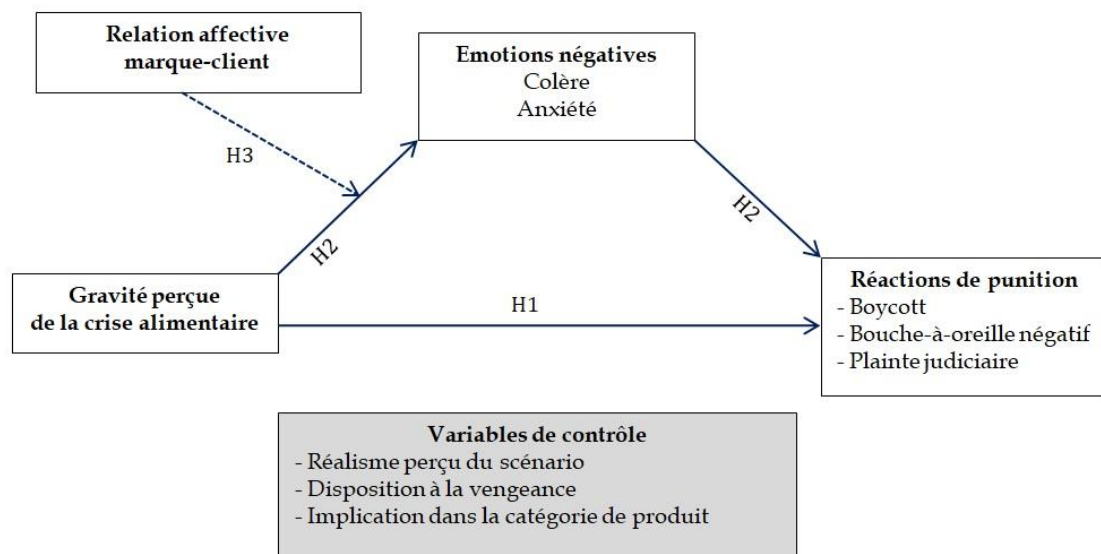 Relation affective
marque-client
Emotions négatives
Colère
Anxiété
H3
H2
H2
Gravité perçue
de la crise alimentaire
H1
Réactions de punition
- Boycott
- Bouche-à-oreille négatif
- Plainte judiciaire
Variables de contrôle
- Réalisme perçu du scénario
- Disposition à la vengeance
- Implication dans la catégorie de produit